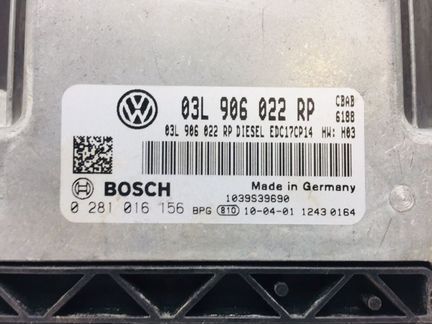 03L 906 022 RP CBAB
6188
03L 906 022 RP DIESEL EDC17CP14 HW: H03
BOSCH Made in Germany
1039S39690
0 281 016 156 BPG 810 10-04-01 1243 0164